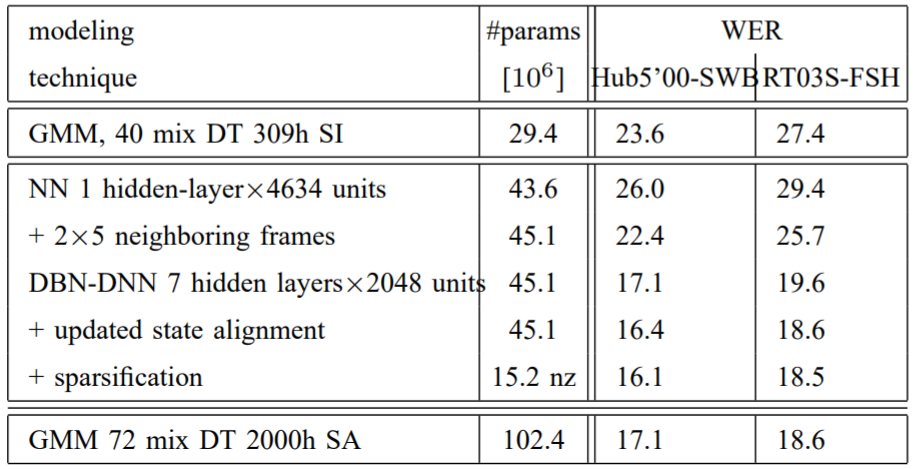 modeling #params WER
technique [10^6] Hub5'00-SWB RT03S-FSH
GMM, 40 mix DT 309h SI 29.4 23.6 27.4
NN 1 hidden-layer×4634 units 43.6 26.0 29.4
+ 2×5 neighboring frames 45.1 22.4 25.7
DBN-DNN 7 hidden layers×2048 units 45.1 17.1 19.6
+ updated state alignment 45.1 16.4 18.6
+ sparsification 15.2 nz 16.1 18.5
GMM 72 mix DT 2000h SA 102.4 17.1 18.6